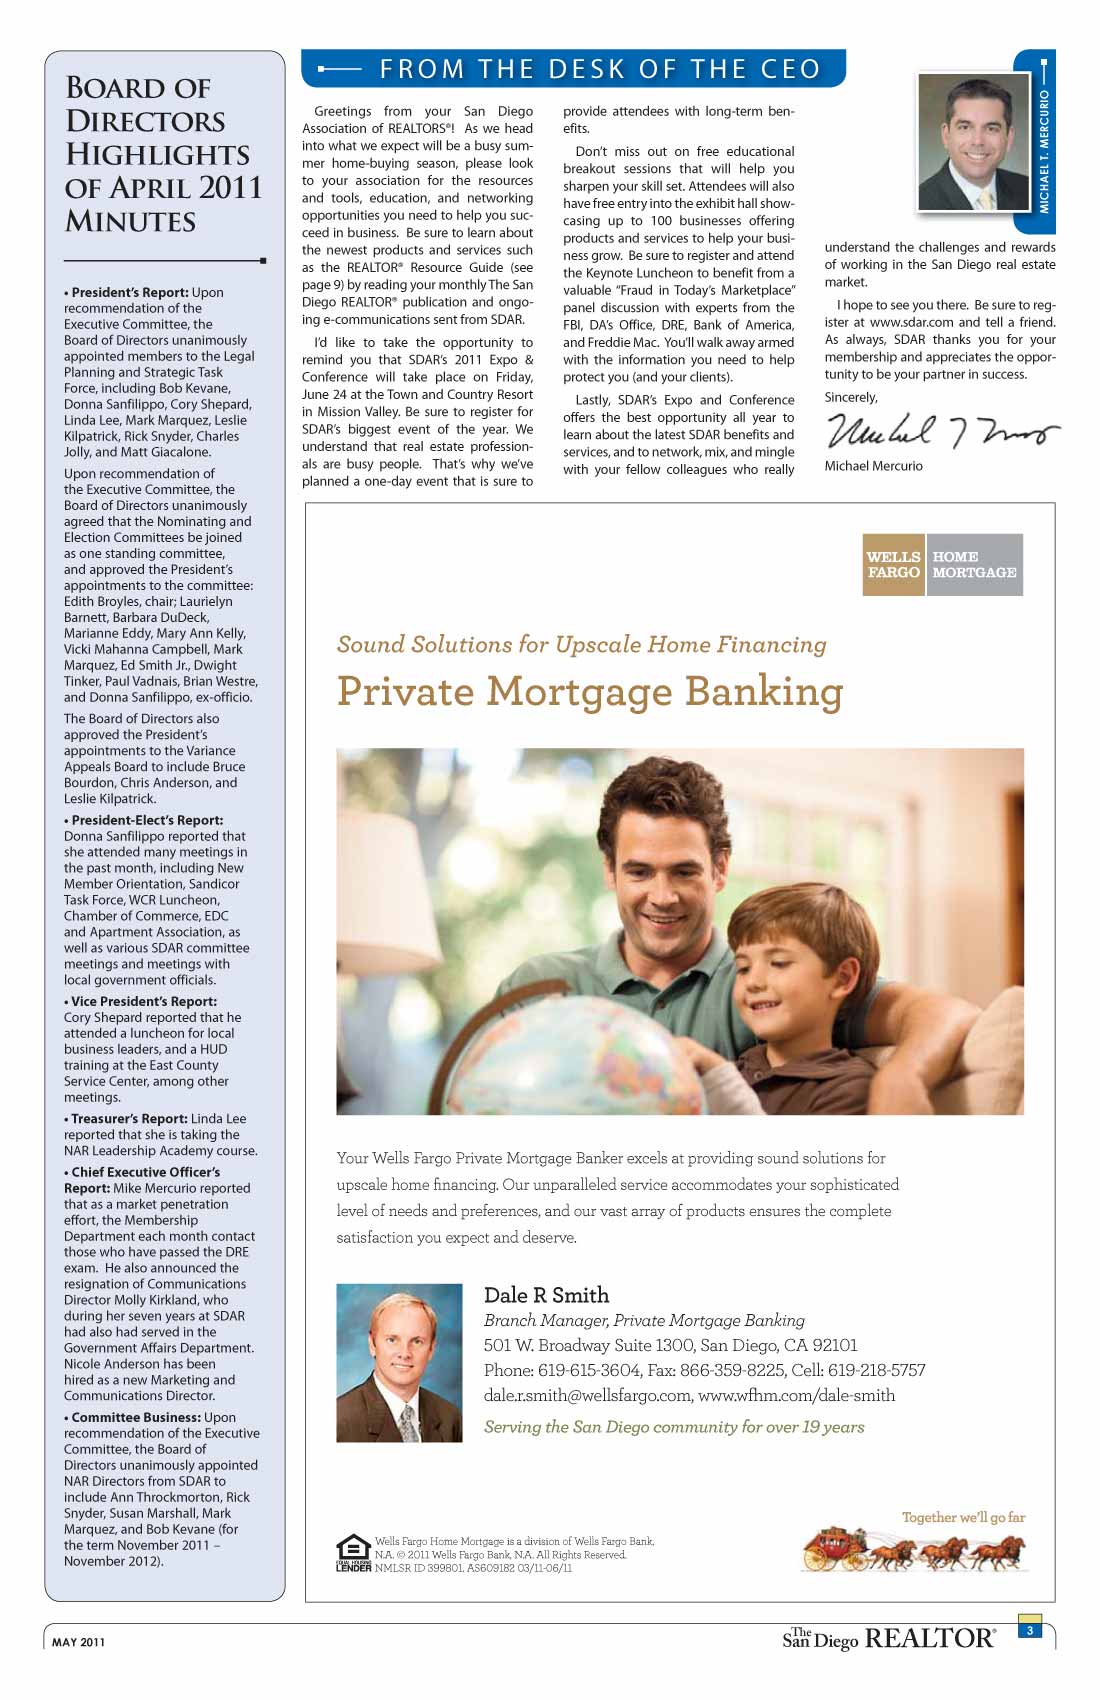 BOARD OF
DIRECTORS
HIGHLIGHTS
OF APRIL 2011
MINUTES
• President's Report: Upon
recommendation of the
Executive Committee, the
Board of Directors unanimously
appointed members to the Legal
Planning and Strategic Task
Force, including Bob Kevane,
Donna Sanfilippo, Cory Shepard,
Linda Lee, Mark Marquez, Leslie
Kilpatrick, Rick Snyder, Charles
Jolly, and Matt Giacalone.
Upon recommendation of
the Executive Committee, the
Board of Directors unanimously
agreed that the Nominating and
Election Committees be joined
as one standing committee,
and approved the President's
appointments to the committee:
Edith Broyles, chair; Laurielyn
Barnett, Barbara DuDeck,
Marianne Eddy, Mary Ann Kelly,
Vicki Mahanna Campbell, Mark
Marquez, Ed Smith Jr., Dwight
Tinker, Paul Vadnais, Brian Westre,
and Donna Sanfilippo, ex-officio.
The Board of Directors also
approved the President's
appointments to the Variance
Appeals Board to include Bruce
Bourdon, Chris Anderson, and
Leslie Kilpatrick.
• President-Elect's Report:
Donna Sanfilippo reported that
she attended many meetings in
the past month, including New
Member Orientation, Sandicor
Task Force, WCR Luncheon,
Chamber of Commerce, EDC
and Apartment Association, as
well as various SDAR committee
meetings and meetings with
local government officials.
• Vice President's Report:
Cory Shepard reported that he
attended a luncheon for local
business leaders, and a HUD
training at the East County
Service Center, among other
meetings.
• Treasurer's Report: Linda Lee
reported that she is taking the
NAR Leadership Academy course.
• Chief Executive Officer's
Report: Mike Mercurio reported
that as a market penetration
effort, the Membership
Department each month contact
those who have passed the DRE
exam. He also announced the
resignation of Communications
Director Molly Kirkland, who
during her seven years at SDAR
had also had served in the
Government Affairs Department.
Nicole Anderson has been
hired as a new Marketing and
Communications Director.
• Committee Business: Upon
recommendation of the Executive
Committee, the Board of
Directors unanimously appointed
NAR Directors from SDAR to
include Ann Throckmorton, Rick
Snyder, Susan Marshall, Mark
Marquez, and Bob Kevane (for
the term November 2011 –
November 2012).
FROM THE DESK OF THE CEO
Greetings from your San Diego
Association of REALTORS®! As we head
into what we expect will be a busy sum-
mer home-buying season, please look
to your association for the resources
and tools, education, and networking
opportunities you need to help you suc-
ceed in business. Be sure to learn about
the newest products and services such
as the REALTOR® Resource Guide (see
page 9) by reading your monthly The San
Diego REALTOR® publication and ongo-
ing e-communications sent from SDAR.
I'd like to take the opportunity to
remind you that SDAR's 2011 Expo &
Conference will take place on Friday,
June 24 at the Town and Country Resort
in Mission Valley. Be sure to register for
SDAR's biggest event of the year. We
understand that real estate profession-
als are busy people. That's why we've
planned a one-day event that is sure to
provide attendees with long-term ben-
efits.
Don't miss out on free educational
breakout sessions that will help you
sharpen your skill set. Attendees will also
have free entry into the exhibit hall show-
casing up to 100 businesses offering
products and services to help your busi-
ness grow. Be sure to register and attend
the Keynote Luncheon to benefit from a
valuable "Fraud in Today's Marketplace"
panel discussion with experts from the
FBI, DA's Office, DRE, Bank of America,
and Freddie Mac. You'll walk away armed
with the information you need to help
protect you (and your clients).
Lastly, SDAR's Expo and Conference
offers the best opportunity all year to
learn about the latest SDAR benefits and
services, and to network, mix, and mingle
with your fellow colleagues who really
MICHAEL T. MERCURIO
understand the challenges and rewards
of working in the San Diego real estate
market.
I hope to see you there. Be sure to reg-
ister at www.sdar.com and tell a friend.
As always, SDAR thanks you for your
membership and appreciates the oppor-
tunity to be your partner in success.
Sincerely,
Michael Mercurio
WELLS FARGO HOME MORTGAGE
Sound Solutions for Upscale Home Financing
Private Mortgage Banking
Your Wells Fargo Private Mortgage Banker excels at providing sound solutions for
upscale home financing. Our unparalleled service accommodates your sophisticated
level of needs and preferences, and our vast array of products ensures the complete
satisfaction you expect and deserve.
Dale R Smith
Branch Manager, Private Mortgage Banking
501 W. Broadway Suite 1300, San Diego, CA 92101
Phone: 619-615-3604, Fax: 866-359-8225, Cell: 619-218-5757
dale.r.smith@wellsfargo.com, www.wfhm.com/dale-smith
Serving the San Diego community for over 19 years
Together we'll go far
EQUAL HOUSING
LENDER
Wells Fargo Home Mortgage is a division of Wells Fargo Bank,
N.A. © 2011 Wells Fargo Bank, N.A. All Rights Reserved.
NMLSR ID 399801. AS609182 03/11-06/11
MAY 2011
The San Diego REALTOR®
3